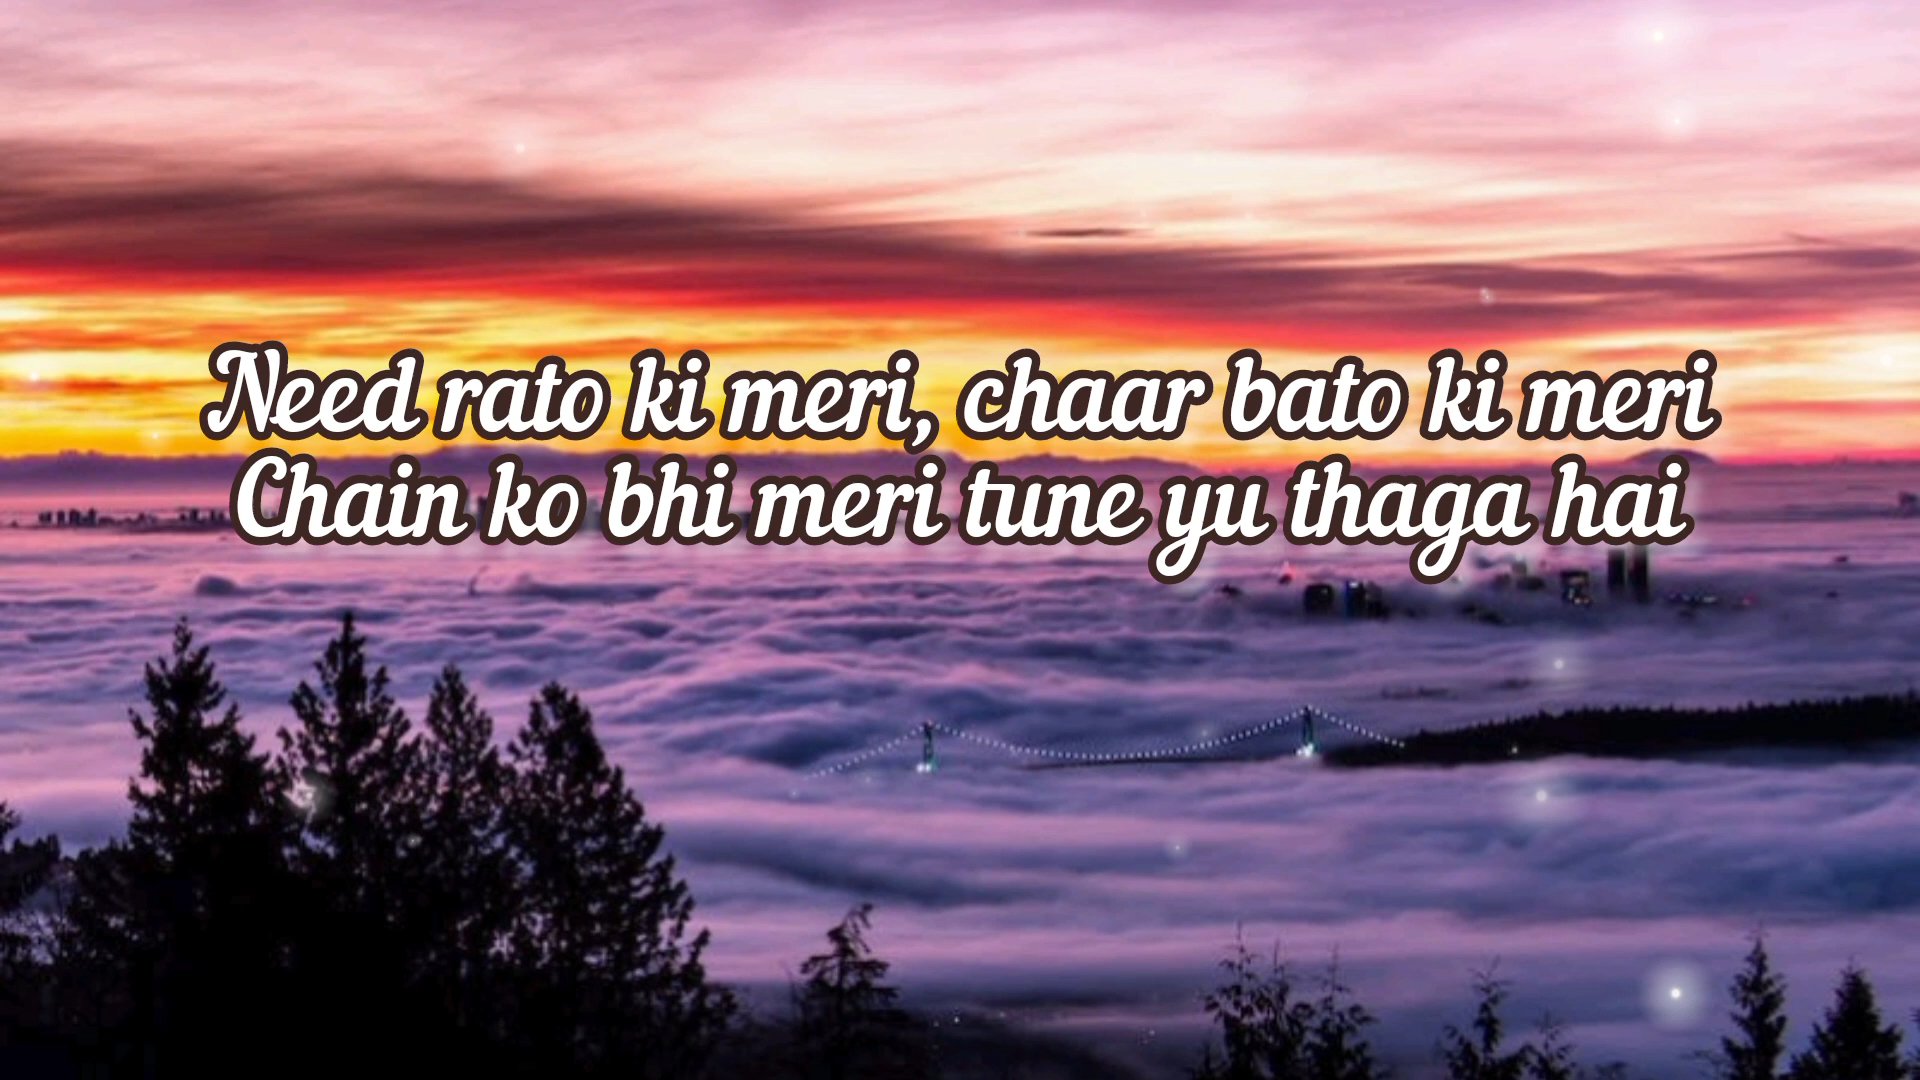 Need rato ki meri, chaar bato ki meri
Chain ko bhi meri tune yu thaga hai